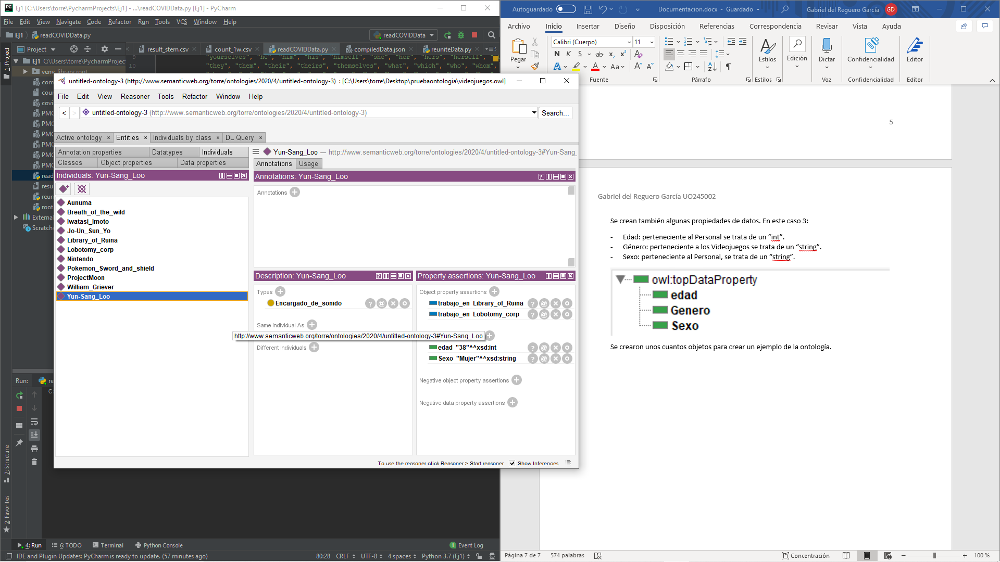 Ej1 [C:\Users\torre\PycharmProjects\Ej1] - ...\readCOVIDData.py [Ej1] - PyCharm
File Edit View Navigate Code Refactor Run Tools VCS Window Help
Ej1 readCOVIDData.py
readCOVIDData
Project
result_stem.csv count_1w.csv readCOVIDData.py compiledData.json reuniteData.py
1: Project
Ej1 C:\Users\torre\PycharmProjec
9 "yourselves", "he", "him", "his", "himself", "she", "her", "hers", "herself",
10 "they", "them", "their", "theirs", "themselves", "what", "which", "who", "whom",
venv library root
com
cour
covi
PMC
PMC
PMC
PMC
PMC
PMC
read
resu
reun
root
Externa
Scratch
Run: re
C
7: Structure
2: Favorites
4: Run 6: TODO Terminal Python Console
1 Event Log
IDE and Plugin Updates: PyCharm is ready to update. (57 minutes ago)
80:28 CRLF UTF-8 4 spaces Python 3.7 (Ej1)
untitled-ontology-3 (http://www.semanticweb.org/torre/ontologies/2020/4/untitled-ontology-3) : [C:\Users\torre\Desktop\pruebaontologia\videojuegos.owl]
File Edit View Reasoner Tools Refactor Window Help
< > untitled-ontology-3 (http://www.semanticweb.org/torre/ontologies/2020/4/untitled-ontology-3) Search...
Active ontology × Entities × Individuals by class × DL Query ×
Annotation properties Datatypes Individuals
Classes Object properties Data properties
Individuals: Yun-Sang_Loo
Aunuma
Breath_of_the_wild
Iwatasi_Imoto
Jo-Un_Sun_Yo
Library_of_Ruina
Lobotomy_corp
Nintendo
Pokemon_Sword_and_shield
ProjectMoon
William_Griever
Yun-Sang_Loo
Yun-Sang_Loo — http://www.semanticweb.org/torre/ontologies/2020/4/untitled-ontology-3#Yun-Sang_
Annotations Usage
Annotations: Yun-Sang_Loo
Annotations
Description: Yun-Sang_Loo
Types
Encargado_de_sonido
Same Individual As
http://www.semanticweb.org/torre/ontologies/2020/4/untitled-ontology-3#Yun-Sang_Loo
Different Individuals
Property assertions: Yun-Sang_Loo
Object property assertions
trabajo_en Library_of_Ruina
trabajo_en Lobotomy_corp
edad "38"^^xsd:int
Sexo "Mujer"^^xsd:string
Negative object property assertions
Negative data property assertions
To use the reasoner click Reasoner > Start reasoner Show Inferences
Autoguardado
Documentacion.docx - Guardado
Gabriel del Reguero García GD
Archivo Inicio Insertar Diseño Disposición Referencias Correspondencia Revisar Vista Ayuda
Pegar
Calibri (Cuerpo) 11
N K S ab x₂ x²
A A Aa A A
Estilos Edición Dictar Confidencialidad Editor
Fuente Párrafo Estilos Voz Confidencialidad Editor
5
Gabriel del Reguero García UO245002
Se crean también algunas propiedades de datos. En este caso 3:
- Edad: perteneciente al Personal se trata de un “int”.
- Género: perteneciente a los Videojuegos se trata de un “string”.
- Sexo: perteneciente al Personal, se trata de un “string”.
owl:topDataProperty
edad
Genero
Sexo
Se crearon unos cuantos objetos para crear un ejemplo de la ontología.
Página 7 de 7 574 palabras
Concentración
100 %